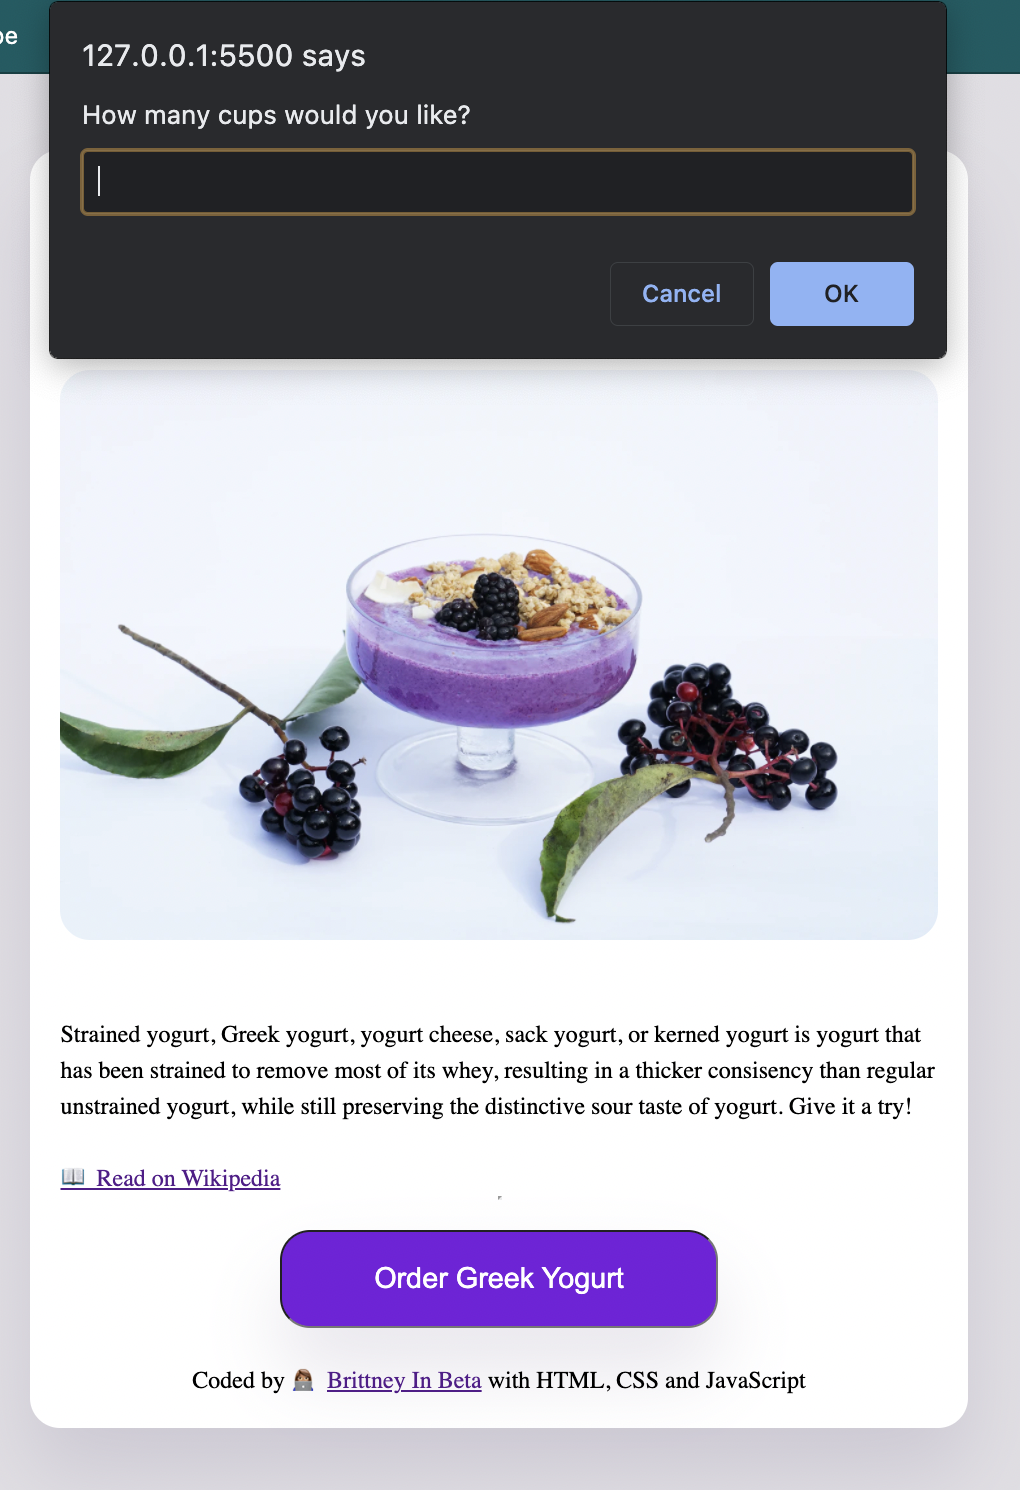 127.0.0.1:5500 says
How many cups would you like?
Cancel
OK
Strained yogurt, Greek yogurt, yogurt cheese, sack yogurt, or kerned yogurt is yogurt that
has been strained to remove most of its whey, resulting in a thicker consisency than regular
unstrained yogurt, while still preserving the distinctive sour taste of yogurt. Give it a try!
📖 Read on Wikipedia
Order Greek Yogurt
Coded by 👩🏽‍💻 Brittney In Beta with HTML, CSS and JavaScript